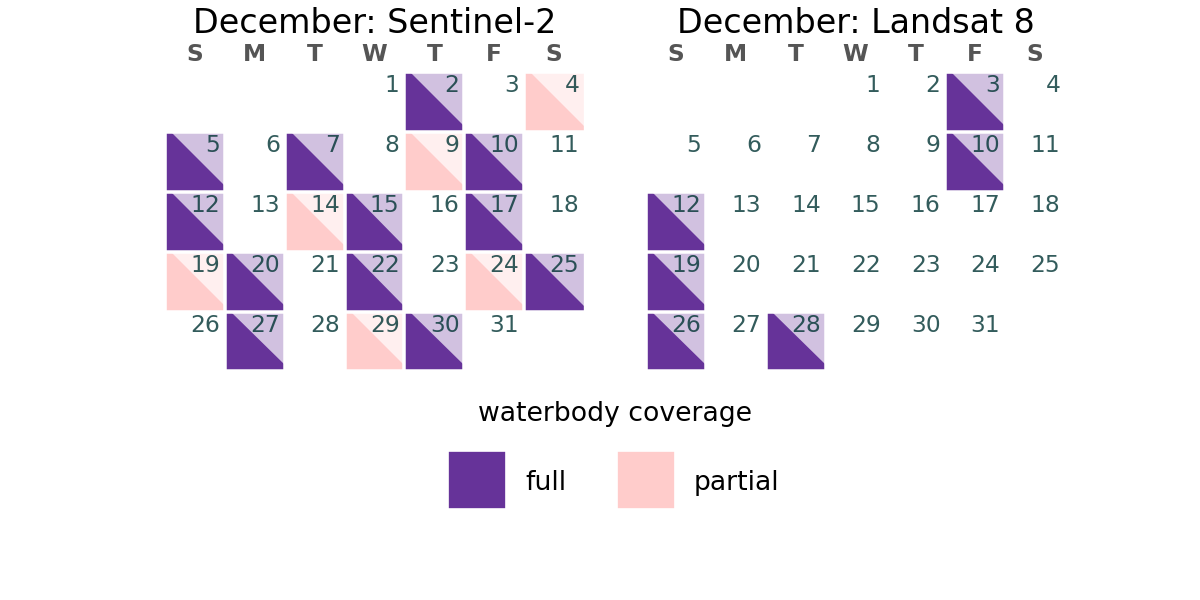 December: Sentinel-2
S M T W T F S
1 2 3 4
5 6 7 8 9 10 11
12 13 14 15 16 17 18
19 20 21 22 23 24 25
26 27 28 29 30 31
December: Landsat 8
S M T W T F S
1 2 3 4
5 6 7 8 9 10 11
12 13 14 15 16 17 18
19 20 21 22 23 24 25
26 27 28 29 30 31
waterbody coverage
full
partial